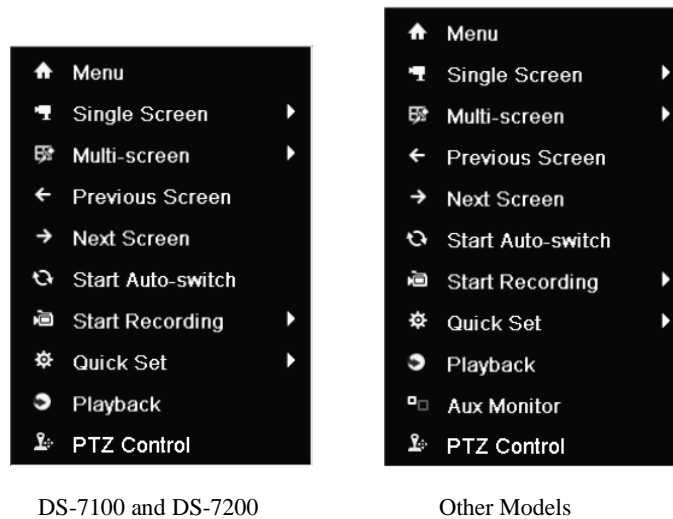 Menu
Single Screen
Multi-screen
Previous Screen
Next Screen
Start Auto-switch
Start Recording
Quick Set
Playback
PTZ Control
DS-7100 and DS-7200
Menu
Single Screen
Multi-screen
Previous Screen
Next Screen
Start Auto-switch
Start Recording
Quick Set
Playback
Aux Monitor
PTZ Control
Other Models